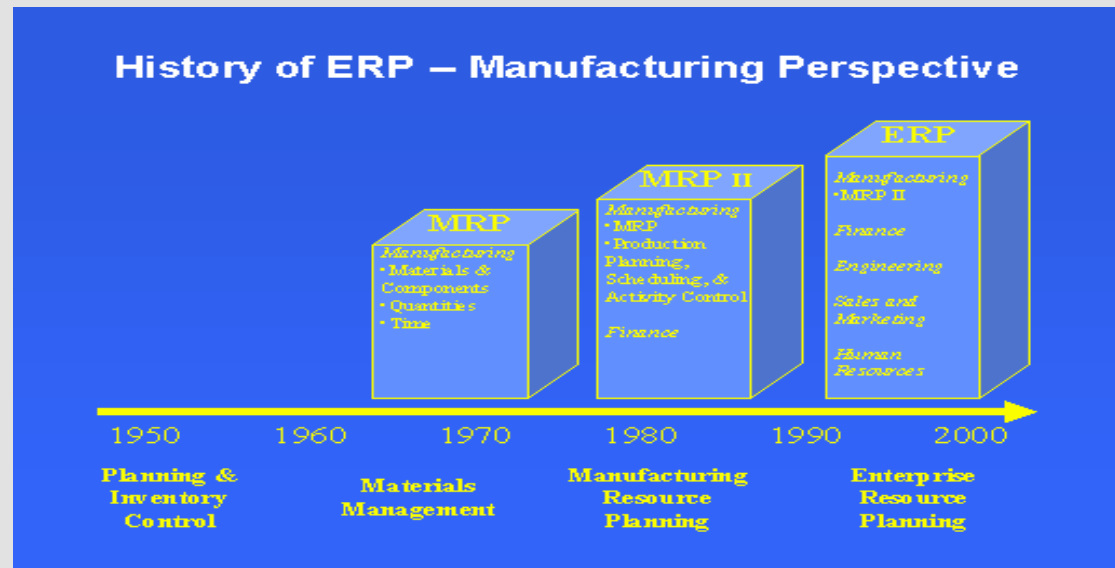 History of ERP – Manufacturing Perspective
MRP
Manufacturing
• Materials &
Components
• Quantities
• Time
MRP II
Manufacturing
• MRP
• Production
Planning,
Scheduling, &
Activity Control
Finance
ERP
Manufacturing
• MRP II
Finance
Engineering
Sales and
Marketing
Human
Resources
1950 1960 1970 1980 1990 2000
Planning &
Inventory
Control
Materials
Management
Manufacturing
Resource
Planning
Enterprise
Resource
Planning